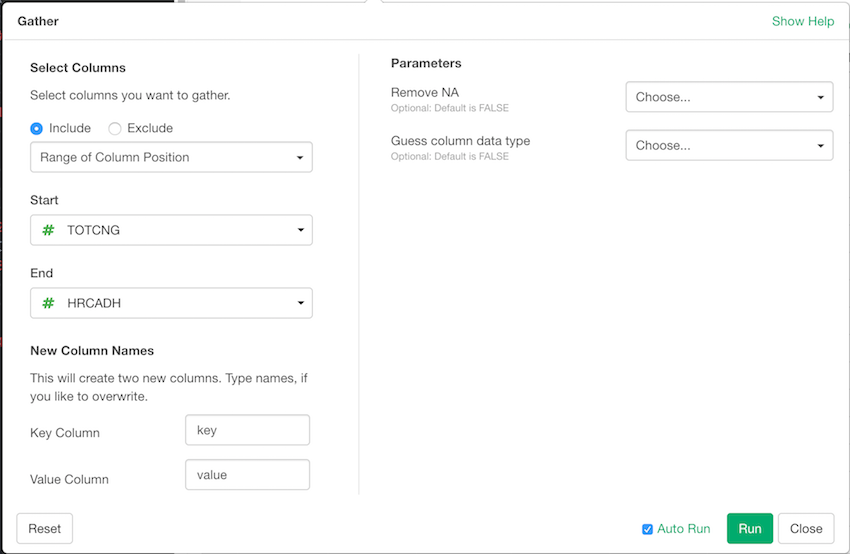 Gather
Show Help
Select Columns
Select columns you want to gather.
Include
Exclude
Range of Column Position
Start
# TOTCNG
End
# HRCADH
New Column Names
This will create two new columns. Type names, if
you like to overwrite.
Key Column
key
Value Column
value
Parameters
Remove NA
Optional: Default is FALSE
Choose...
Guess column data type
Optional: Default is FALSE
Choose...
Reset
Auto Run
Run
Close